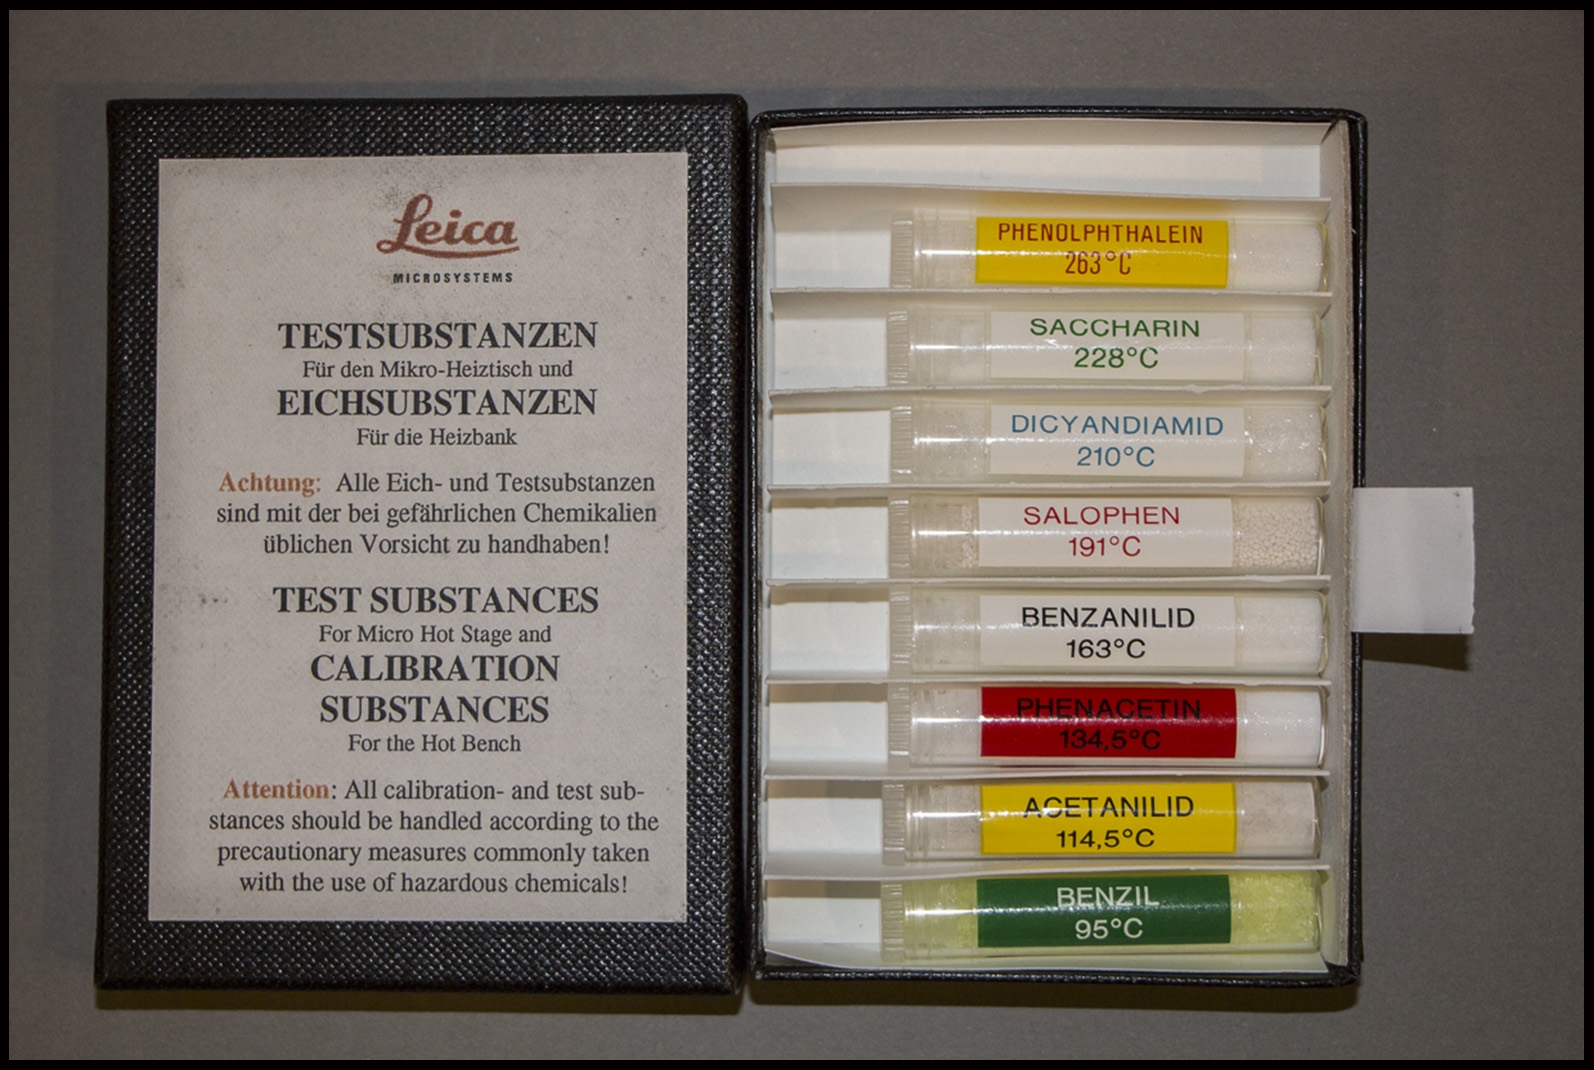 Leica
MICROSYSTEMS
TESTSUBSTANZEN
Für den Mikro-Heiztisch und
EICHSUBSTANZEN
Für die Heizbank
Achtung: Alle Eich- und Testsubstanzen
sind mit der bei gefährlichen Chemikalien
üblichen Vorsicht zu handhaben!
TEST SUBSTANCES
For Micro Hot Stage and
CALIBRATION
SUBSTANCES
For the Hot Bench
Attention: All calibration- and test sub-
stances should be handled according to the
precautionary measures commonly taken
with the use of hazardous chemicals!
PHENOLPHTHALEIN
263°C
SACCHARIN
228°C
DICYANDIAMID
210°C
SALOPHEN
191°C
BENZANILID
163°C
PHENACETIN
134,5°C
ACETANILID
114,5°C
BENZIL
95°C